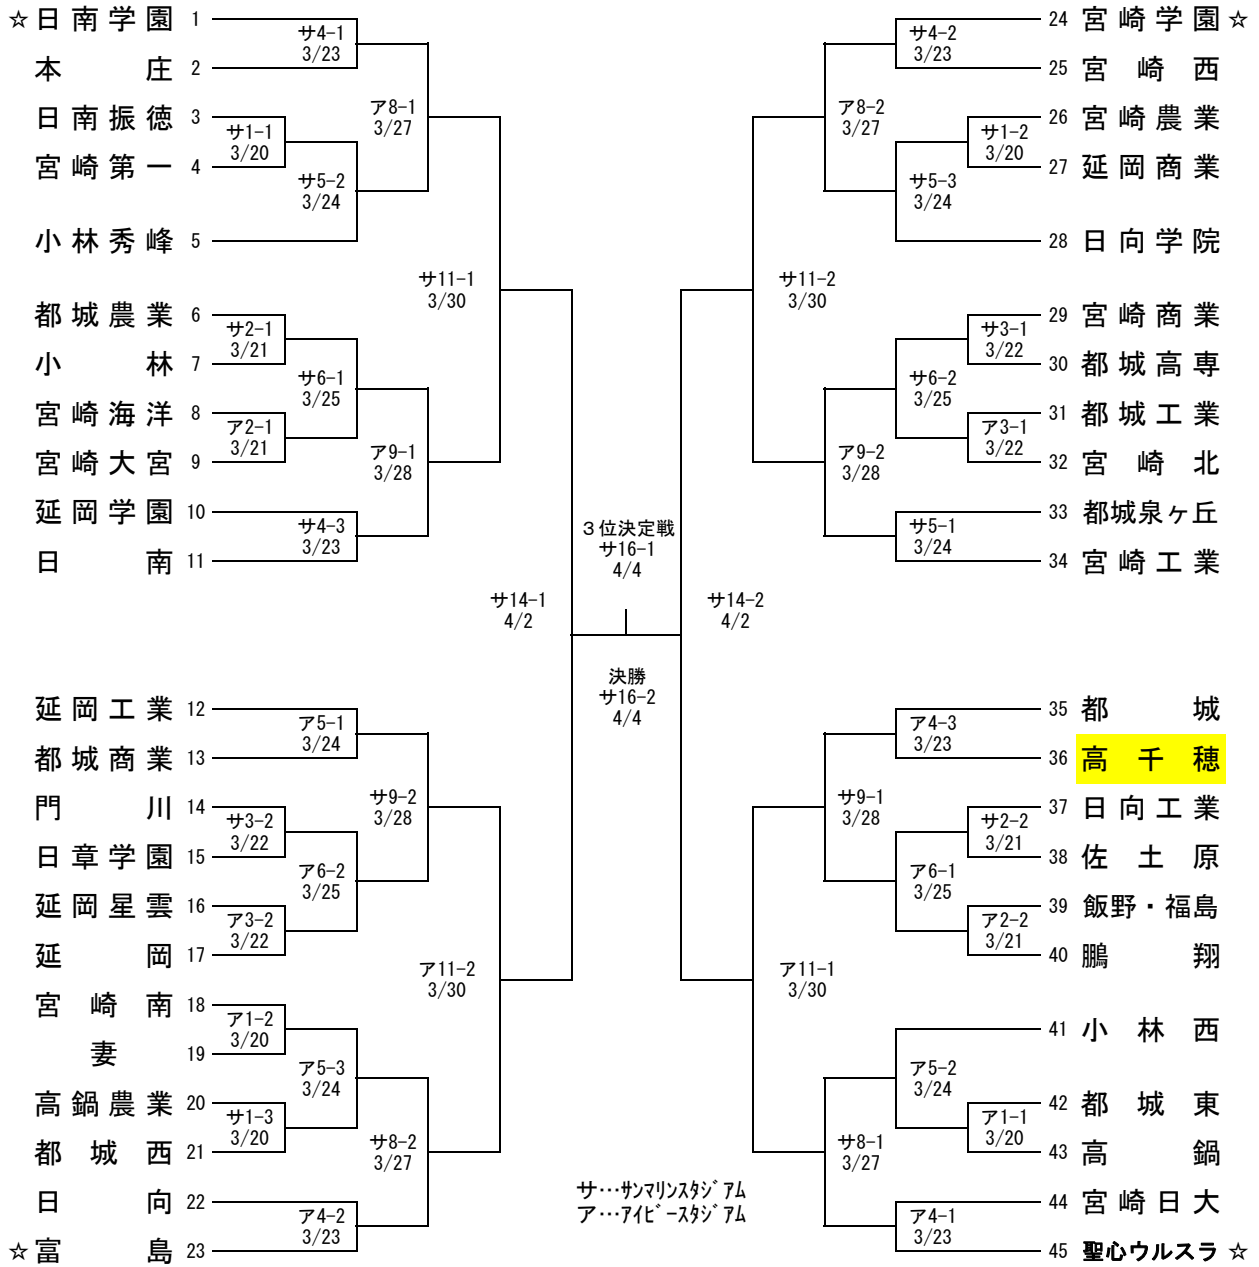 ☆日南学園 1
本庄 2
サ4-1
3/23
日南振徳 3
宮崎第一 4
サ1-1
3/20
小林秀峰 5
サ5-2
3/24
ア8-1
3/27
都城農業 6
小林 7
サ2-1
3/21
宮崎海洋 8
宮崎大宮 9
ア2-1
3/21
サ6-1
3/25
延岡学園 10
日南 11
サ4-3
3/23
ア9-1
3/28
サ11-1
3/30
延岡工業 12
都城商業 13
ア5-1
3/24
門川 14
日章学園 15
サ3-2
3/22
延岡星雲 16
延岡 17
ア3-2
3/22
ア6-2
3/25
サ9-2
3/28
宮崎南 18
妻 19
ア1-2
3/20
高鍋農業 20
都城西 21
サ1-3
3/20
ア5-3
3/24
日向 22
☆富島 23
ア4-2
3/23
サ8-2
3/27
ア11-2
3/30
サ14-1
4/2
3位決定戦
サ16-1
4/4
決勝
サ16-2
4/4
サ14-2
4/2
24 宮崎学園☆
25 宮崎西
サ4-2
3/23
26 宮崎農業
27 延岡商業
サ1-2
3/20
28 日向学院
サ5-3
3/24
ア8-2
3/27
29 宮崎商業
30 都城高専
サ3-1
3/22
31 都城工業
32 宮崎北
ア3-1
3/22
サ6-2
3/25
33 都城泉ヶ丘
34 宮崎工業
サ5-1
3/24
ア9-2
3/28
サ11-2
3/30
35 都城
36 高千穂
ア4-3
3/23
37 日向工業
38 佐土原
サ2-2
3/21
39 飯野・福島
40 鵬翔
ア2-2
3/21
ア6-1
3/25
サ9-1
3/28
41 小林西
42 都城東
43 高鍋
ア1-1
3/20
ア5-2
3/24
44 宮崎日大
45 聖心ウルスラ☆
ア4-1
3/23
サ8-1
3/27
ア11-1
3/30
サ…サンマリンスタジアム
ア…アイビースタジアム